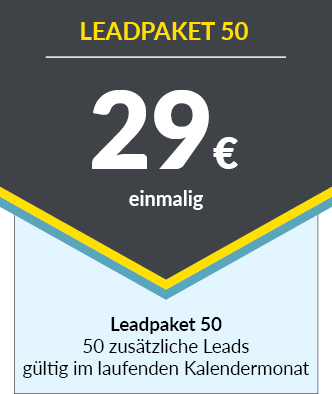 LEADPAKET 50
29€
einmalig
Leadpaket 50
50 zusätzliche Leads
gültig im laufenden Kalendermonat